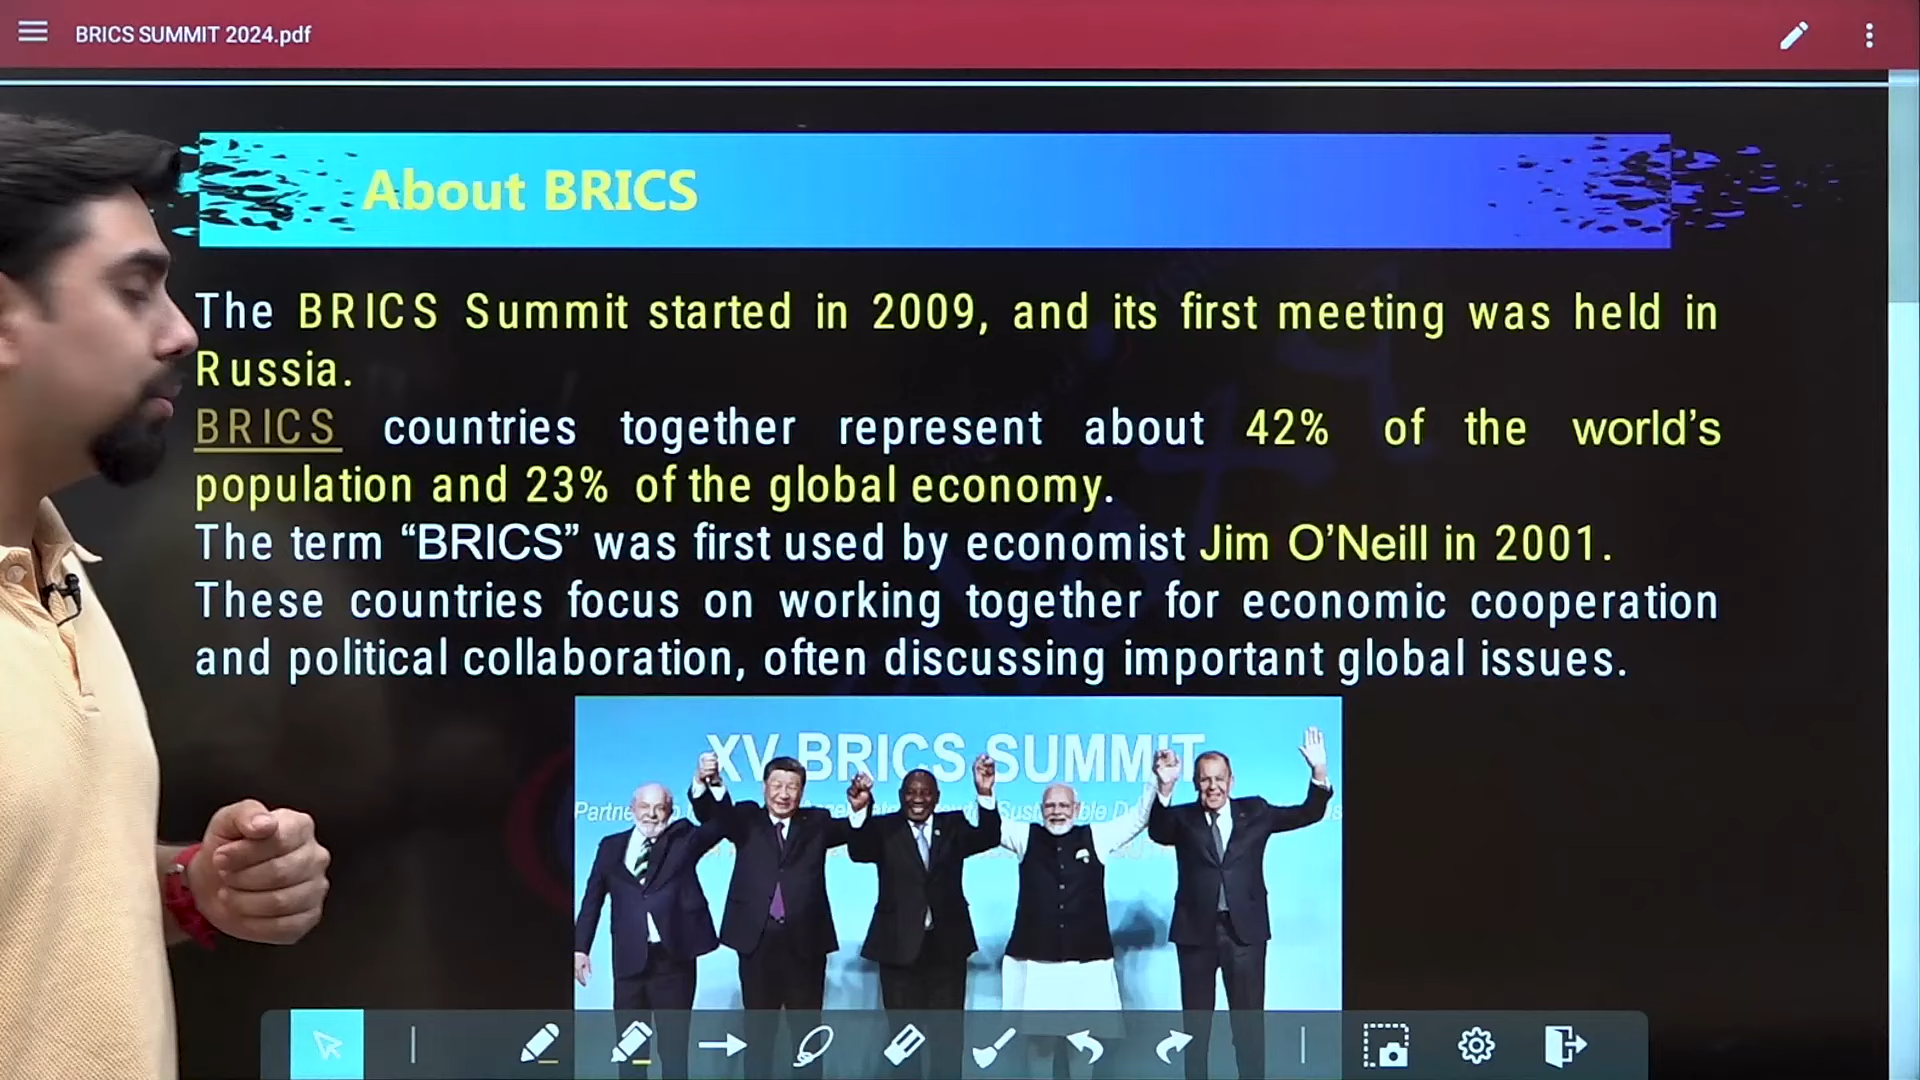 BRICS SUMMIT 2024.pdf
About BRICS
The BRICS Summit started in 2009, and its first meeting was held in
Russia.
BRICS countries together represent about 42% of the world's
population and 23% of the global economy.
The term “BRICS” was first used by economist Jim O'Neill in 2001.
These countries focus on working together for economic cooperation
and political collaboration, often discussing important global issues.
XV BRICS SUMMIT